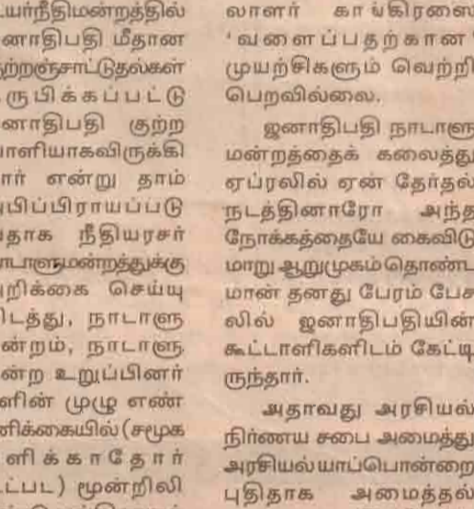 யர்நீதிமன்றத்தில்
னாதிபதி மீதான
ற்றஞ்சாட்டுதல்கள்
ருபிக்கப்பட்டு
னாதிபதி குற்ற
ாளியாகவிருக்கி
ார் என்று தாம்
பிப்பிராயப்படு
தாக நீதியரசர்
ாடாளுமன்றத்துக்கு
றிக்கை செய்யு
டத்து, நாடாளு
ன்றம், நாடாளு
ன்ற உறுப்பினர்
ளின் முழு எண்
ணிக்கையில் (சமூக
ளிக்காதோர்
ட்பட) மூன்றிலி
லாளர் காங்கிரஸை
‘வளைப்பதற்கான’
முயற்சிகளும் வெற்றி
பெறவில்லை.
ஜனாதிபதி நாடாளு
மன்றத்தைக் கலைத்து
ஏப்ரலில் ஏன் தேர்தல்
நடத்தினாரோ அந்த
நோக்கத்தையே கைவிடு
மாறு ஆறுமுகம் தொண்ட
மான் தனது பேரம் பேச
லில் ஜனாதிபதியின்
கூட்டாளிகளிடம் கேட்டி
ருந்தார்.
அதாவது அரசியல்
நிர்ணய சபை அமைத்து
அரசியல் யாப்பொன்றை
புதிதாக அமைத்தல்